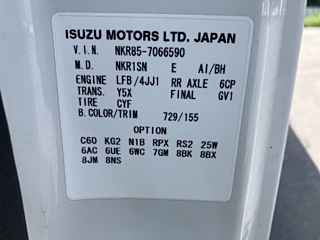 ISUZU MOTORS LTD. JAPAN
V. I. N. NKR85-7066590
M. D. NKR1SN E AI/BH
ENGINE LFB/4JJ1 RR AXLE 6CP
TRANS. Y5X FINAL GV1
TIRE CYF
B. COLOR/TRIM 729/155
OPTION
C60 KG2 N1B RPX RS2 25W
6AC 6UE 6WC 7GM 8BK 8BX
8JM 8NS